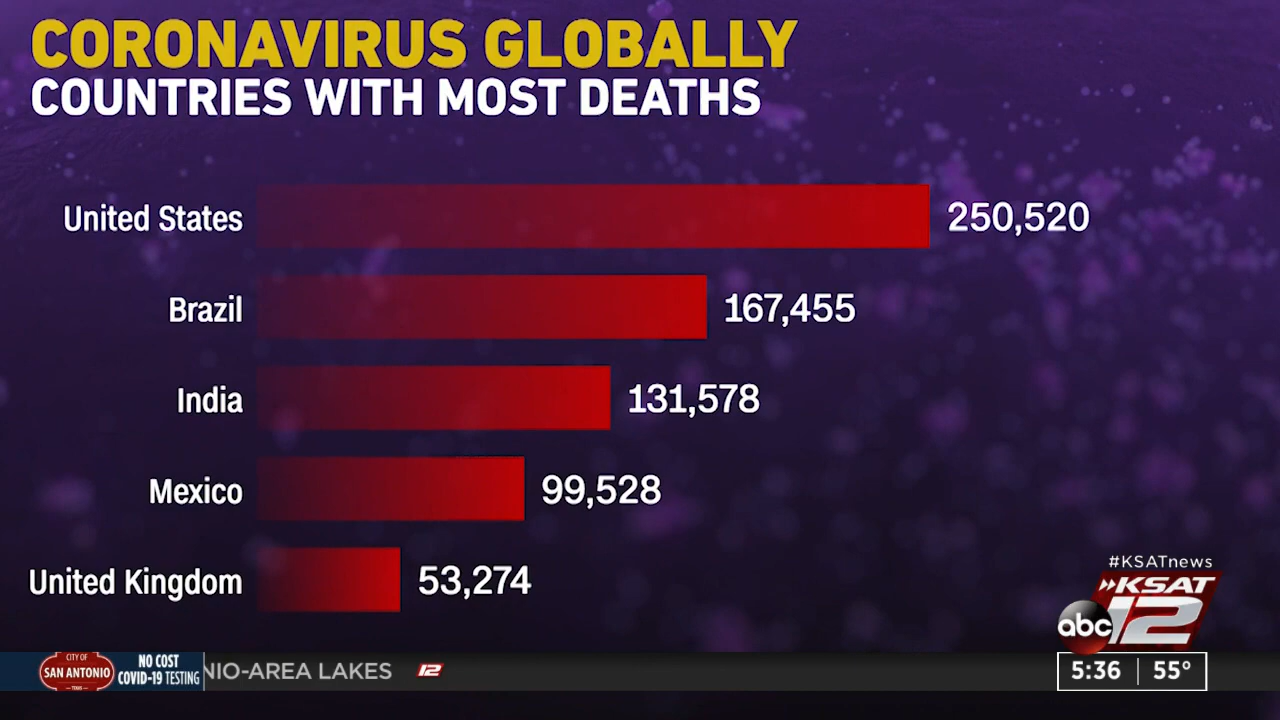 CORONAVIRUS GLOBALLY
COUNTRIES WITH MOST DEATHS
United States 250,520
Brazil 167,455
India 131,578
Mexico 99,528
United Kingdom 53,274
#KSATnews
KSAT
abc 12
CITY OF
SAN ANTONIO
TEXAS
NO COST
COVID-19 TESTING
NIO-AREA LAKES 12
5:36 55°